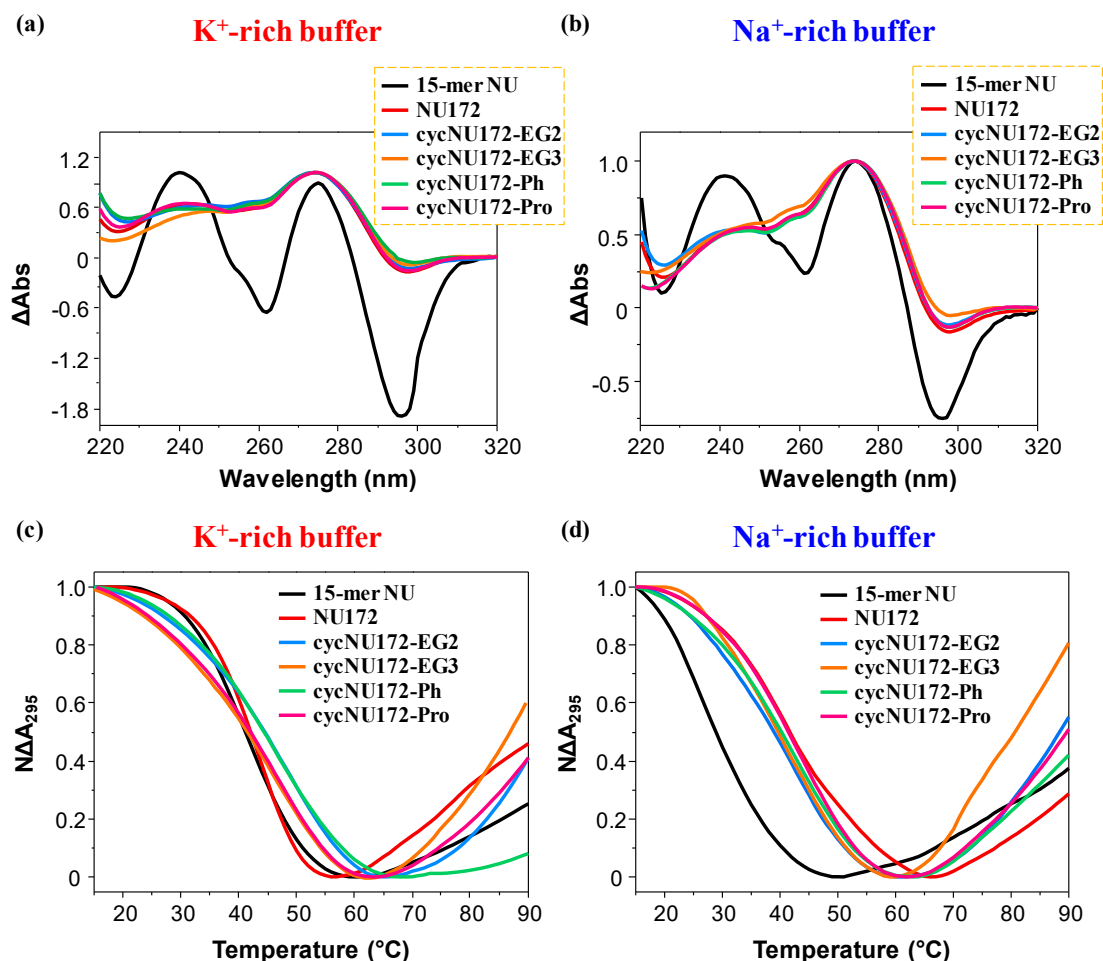 (a)
K⁺-rich buffer
15-mer NU
NU172
cycNU172-EG2
cycNU172-EG3
cycNU172-Ph
cycNU172-Pro
1.2
0.6
0
-0.6
-1.2
-1.8
ΔAbs
220 240 260 280 300 320
Wavelength (nm)
(b)
Na⁺-rich buffer
15-mer NU
NU172
cycNU172-EG2
cycNU172-EG3
cycNU172-Ph
cycNU172-Pro
1.0
0.5
0
-0.5
ΔAbs
220 240 260 280 300 320
Wavelength (nm)
(c)
K⁺-rich buffer
15-mer NU
NU172
cycNU172-EG2
cycNU172-EG3
cycNU172-Ph
cycNU172-Pro
1.0
0.8
0.6
0.4
0.2
0
NΔA₂₉₅
20 30 40 50 60 70 80 90
Temperature (°C)
(d)
Na⁺-rich buffer
15-mer NU
NU172
cycNU172-EG2
cycNU172-EG3
cycNU172-Ph
cycNU172-Pro
1.0
0.8
0.6
0.4
0.2
0
NΔA₂₉₅
20 30 40 50 60 70 80 90
Temperature (°C)